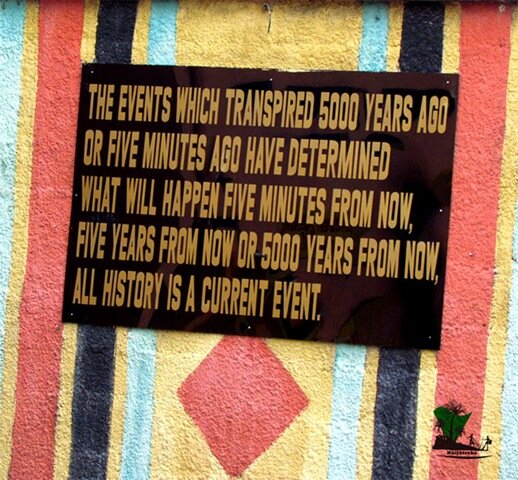 THE EVENTS WHICH TRANSPIRED 5000 YEARS AGO
OR FIVE MINUTES AGO HAVE DETERMINED
WHAT WILL HAPPEN FIVE MINUTES FROM NOW,
FIVE YEARS FROM NOW OR 5000 YEARS FROM NOW,
ALL HISTORY IS A CURRENT EVENT.